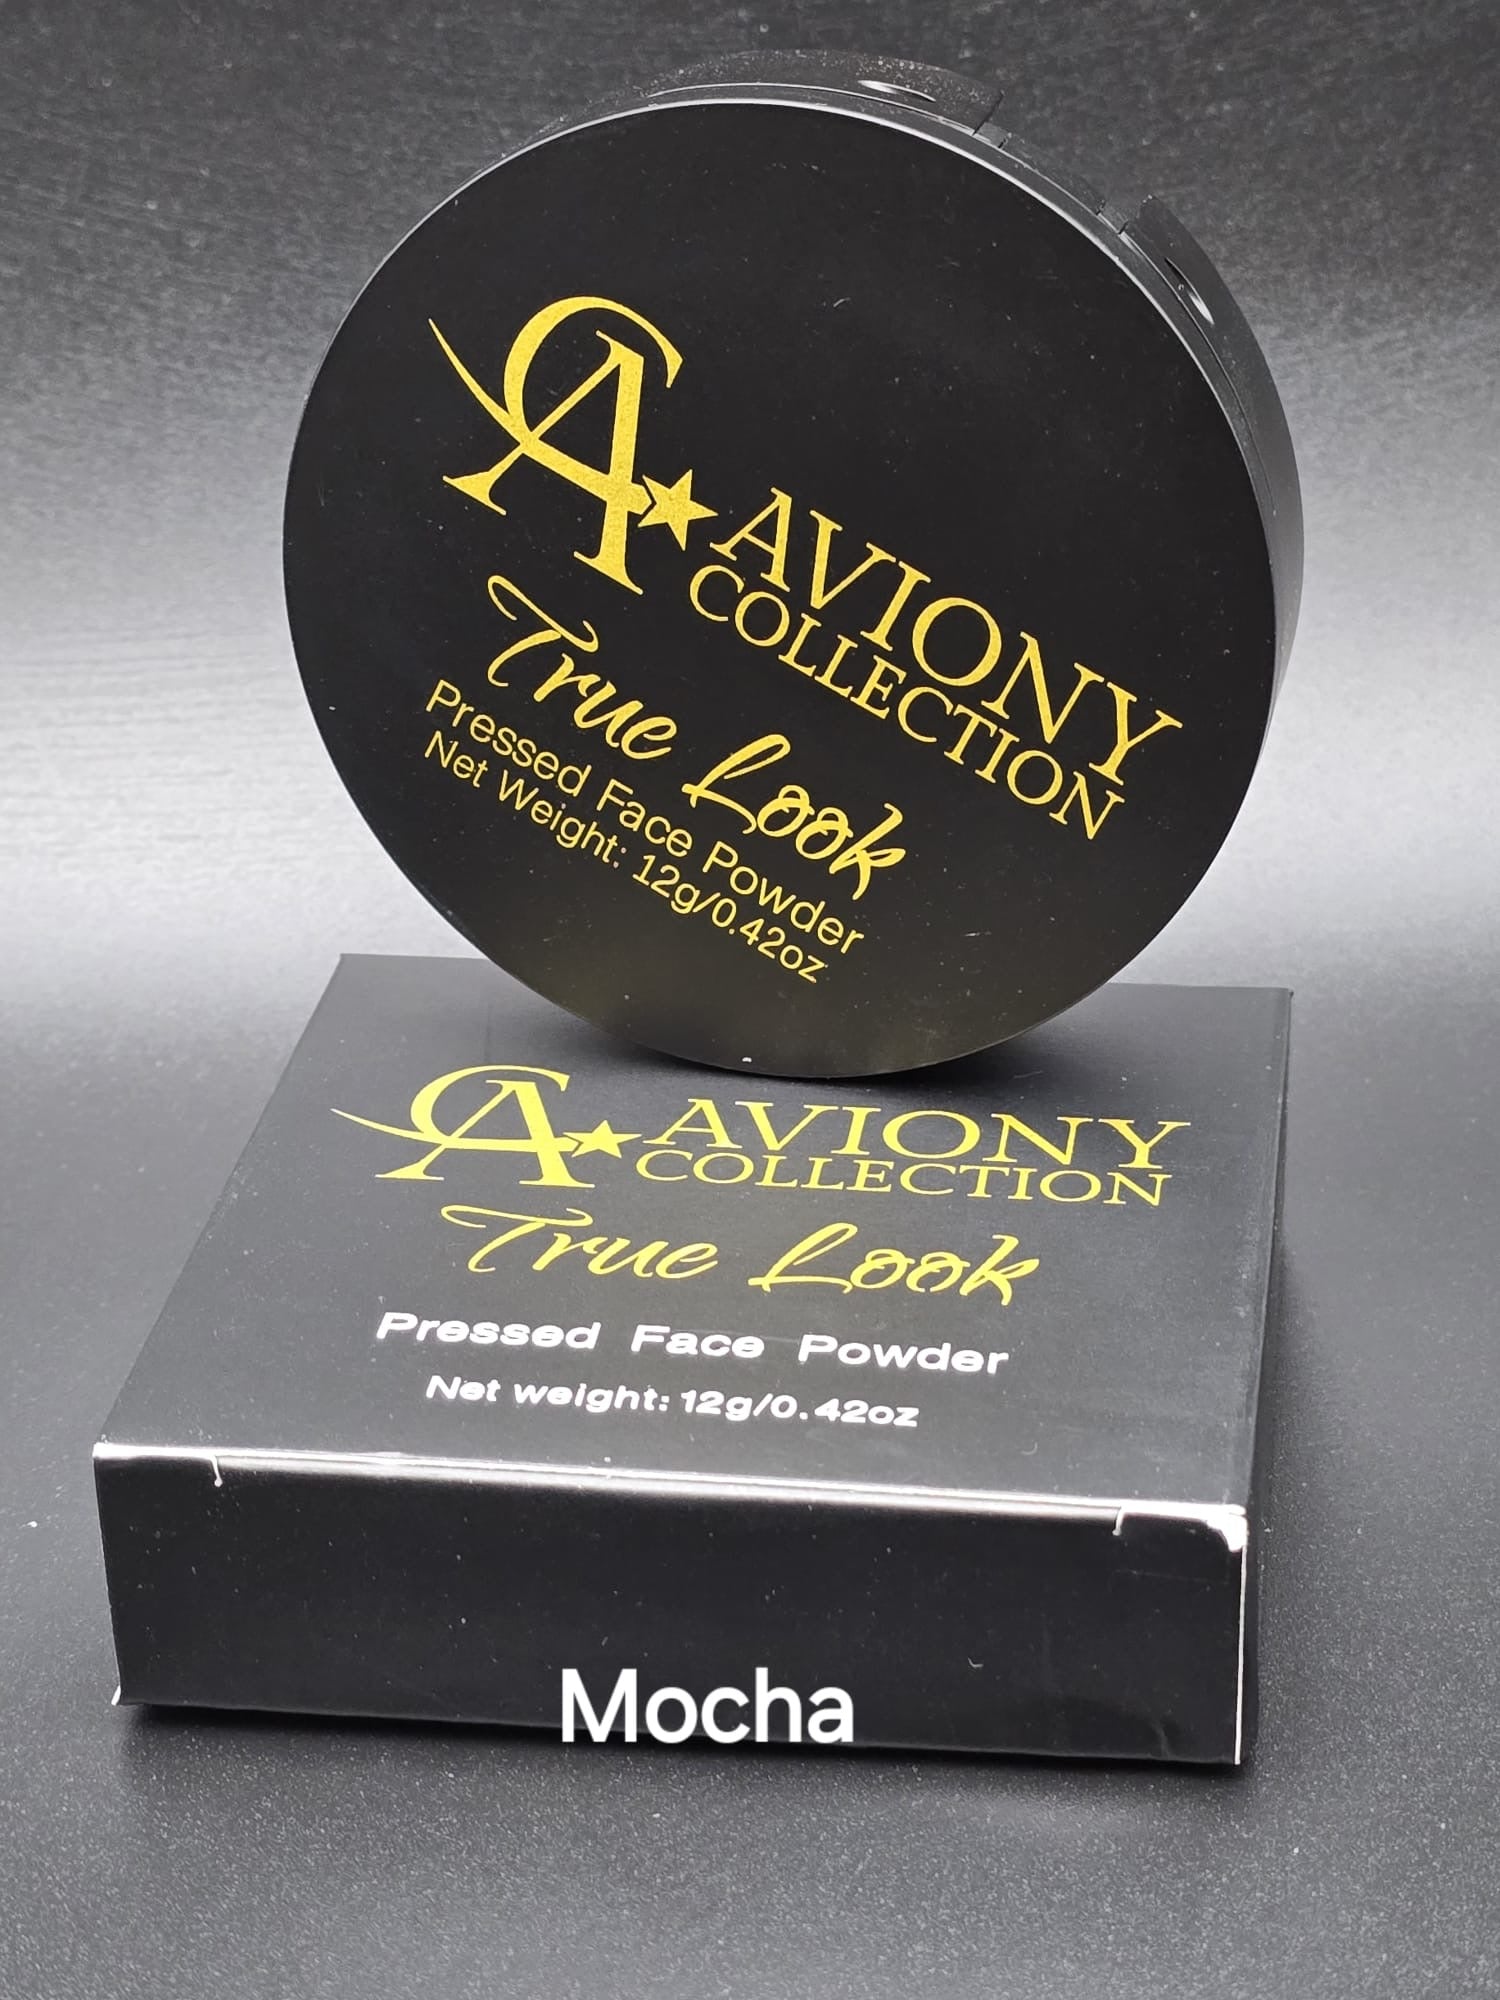 CA AVIONY
COLLECTION
True Look
Pressed Face Powder
Net Weight: 12g/0.42oz
CA AVIONY
COLLECTION
True Look
Pressed Face Powder
Net weight: 12g/0.42oz
Mocha